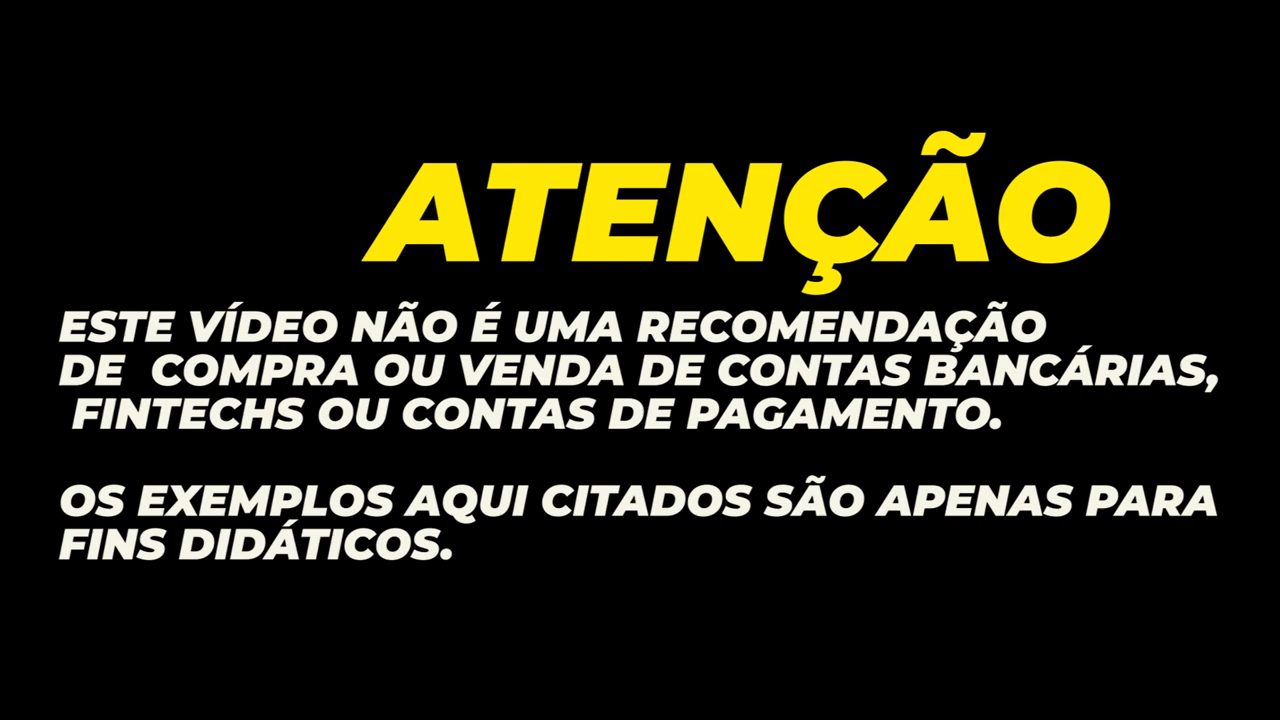 ATENÇÃO
ESTE VÍDEO NÃO É UMA RECOMENDAÇÃO
DE COMPRA OU VENDA DE CONTAS BANCÁRIAS,
FINTECHS OU CONTAS DE PAGAMENTO.
OS EXEMPLOS AQUI CITADOS SÃO APENAS PARA
FINS DIDÁTICOS.